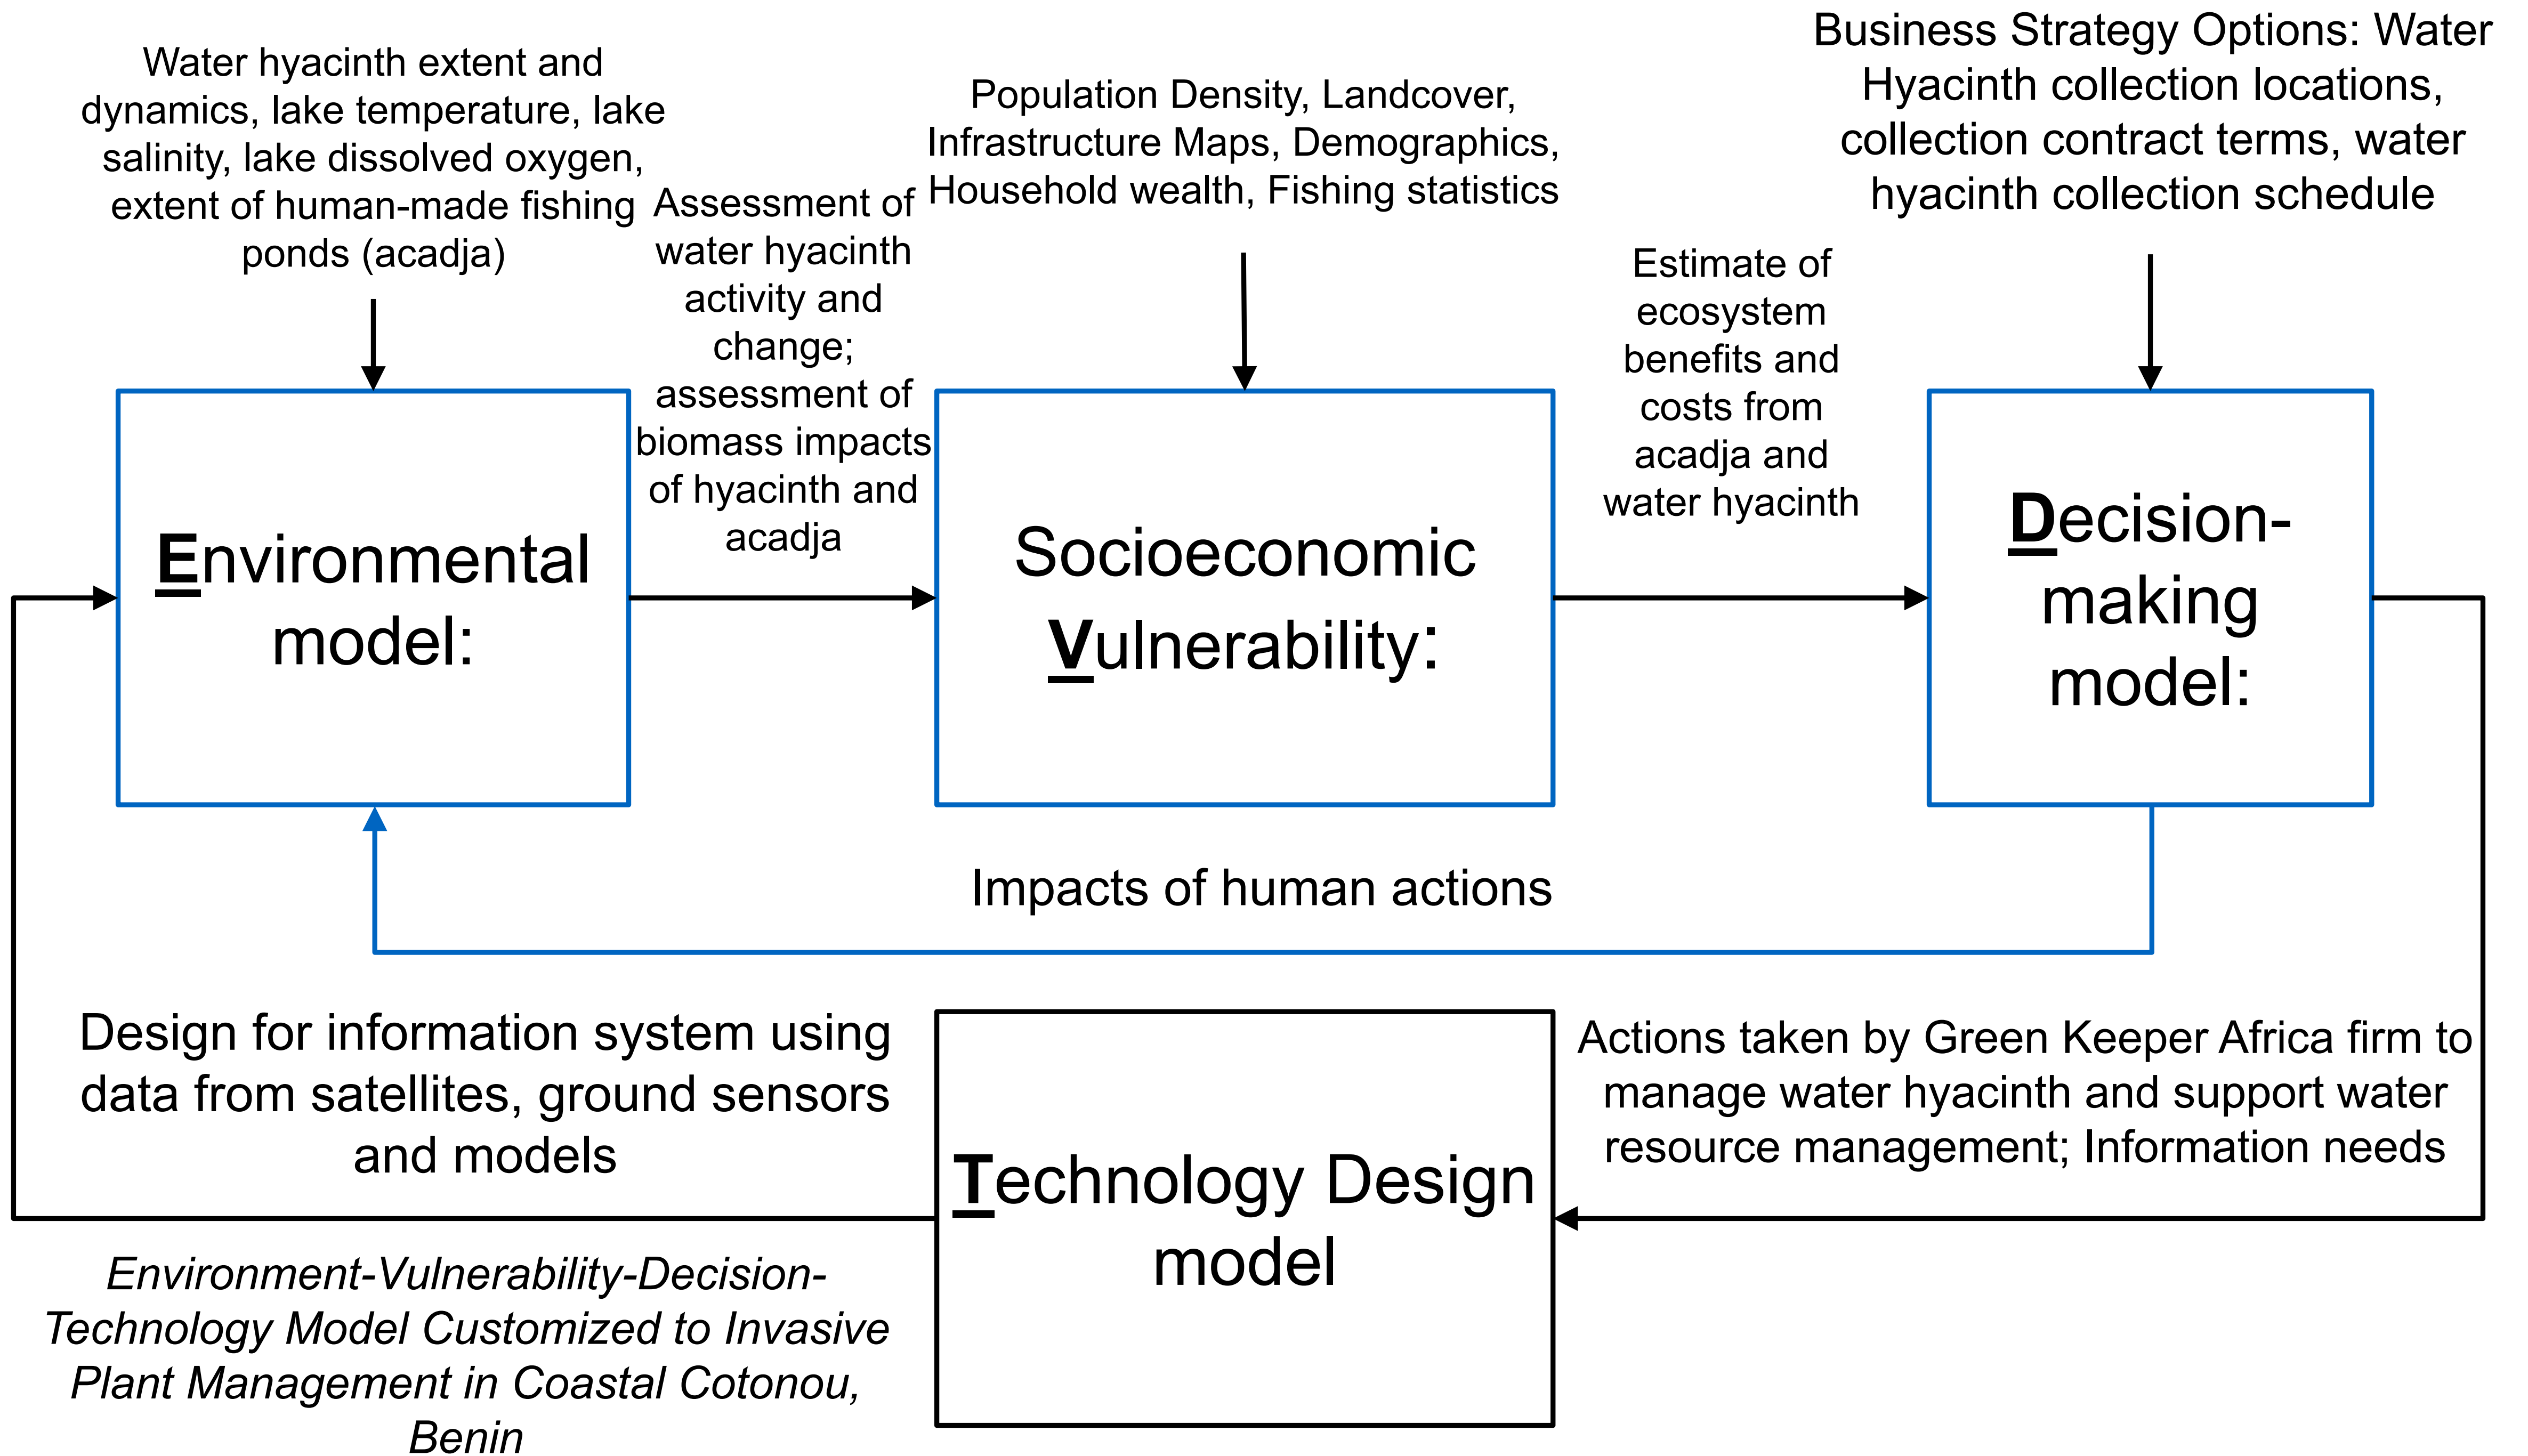 Water hyacinth extent and
dynamics, lake temperature, lake
salinity, lake dissolved oxygen,
extent of human-made fishing
ponds (acadja)
Assessment of
water hyacinth
activity and
change;
assessment of
biomass impacts
of hyacinth and
acadja
Population Density, Landcover,
Infrastructure Maps, Demographics,
Household wealth, Fishing statistics
Estimate of
ecosystem
benefits and
costs from
acadja and
water hyacinth
Business Strategy Options: Water
Hyacinth collection locations,
collection contract terms, water
hyacinth collection schedule
Environmental
model:
Socioeconomic
Vulnerability:
Decision-
making
model:
Impacts of human actions
Design for information system using
data from satellites, ground sensors
and models
Technology Design
model
Actions taken by Green Keeper Africa firm to
manage water hyacinth and support water
resource management; Information needs
Environment-Vulnerability-Decision-
Technology Model Customized to Invasive
Plant Management in Coastal Cotonou,
Benin